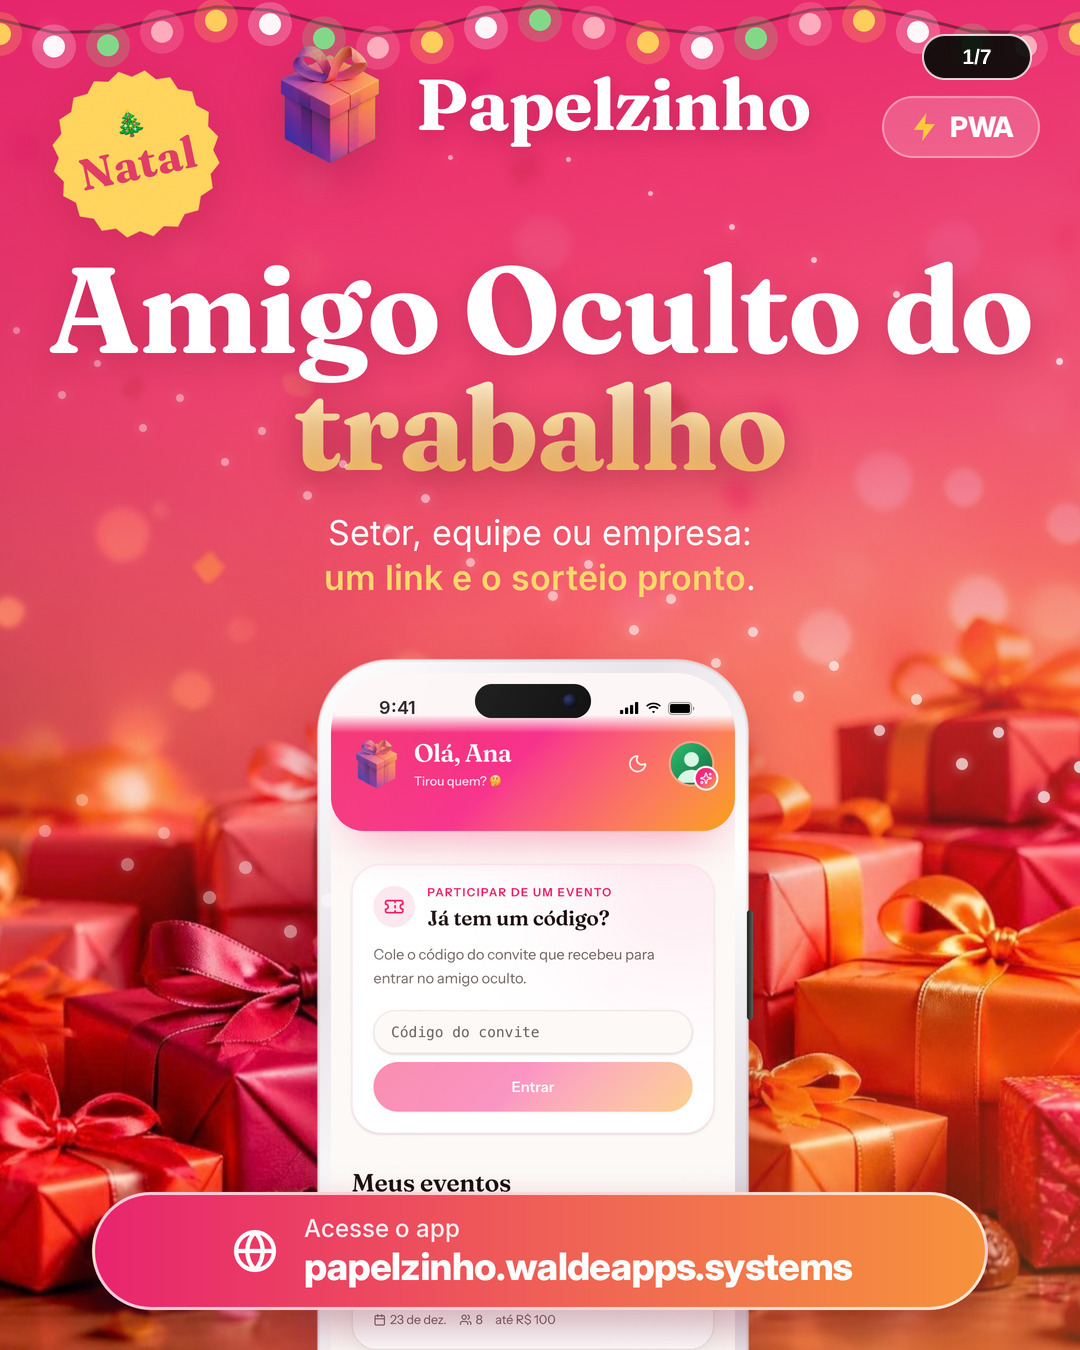 1/7
Natal
Papelzinho
PWA
Amigo Oculto do
trabalho
Setor, equipe ou empresa:
um link e o sorteio pronto.
9:41
Olá, Ana
Tirou quem? 🤔
PARTICIPAR DE UM EVENTO
Já tem um código?
Cole o código do convite que recebeu para
entrar no amigo oculto.
Código do convite
Entrar
Meus eventos
Acesse o app
papelzinho.waldeapps.systems
23 de dez. 8 até R$ 100